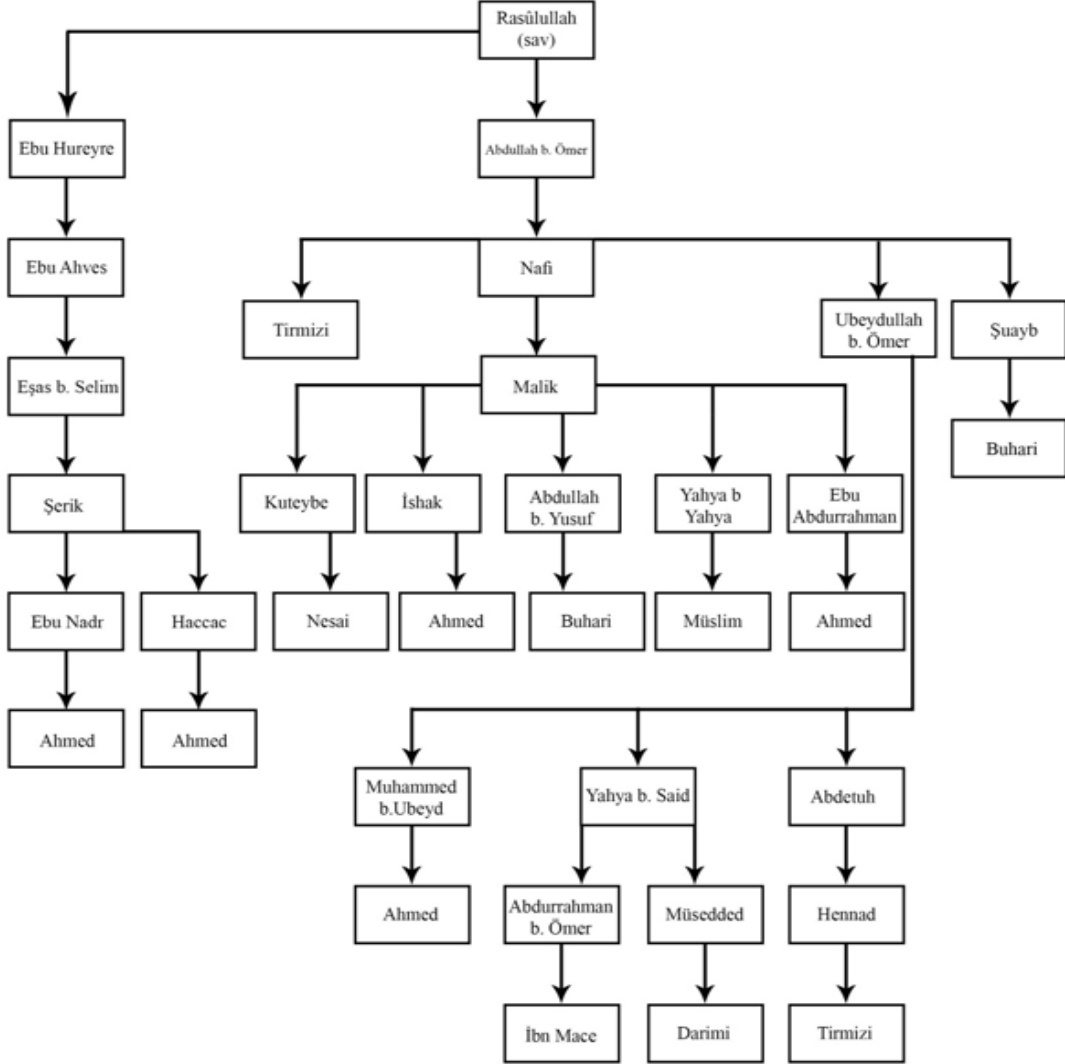 Rasûlullah
(sav)
Ebu Hureyre
Abdullah b. Ömer
Ebu Ahves
Nafi
Tirmizi
Ubeydullah
b. Ömer
Şuayb
Eşas b. Selim
Malik
Buhari
Şerik
Kuteybe
İshak
Abdullah
b. Yusuf
Yahya b
Yahya
Ebu
Abdurrahman
Ebu Nadr
Haccac
Nesai
Ahmed
Buhari
Müslim
Ahmed
Ahmed
Ahmed
Muhammed
b.Ubeyd
Yahya b. Said
Abdetuh
Ahmed
Abdurrahman
b. Ömer
Müsedded
Hennad
İbn Mace
Darimi
Tirmizi